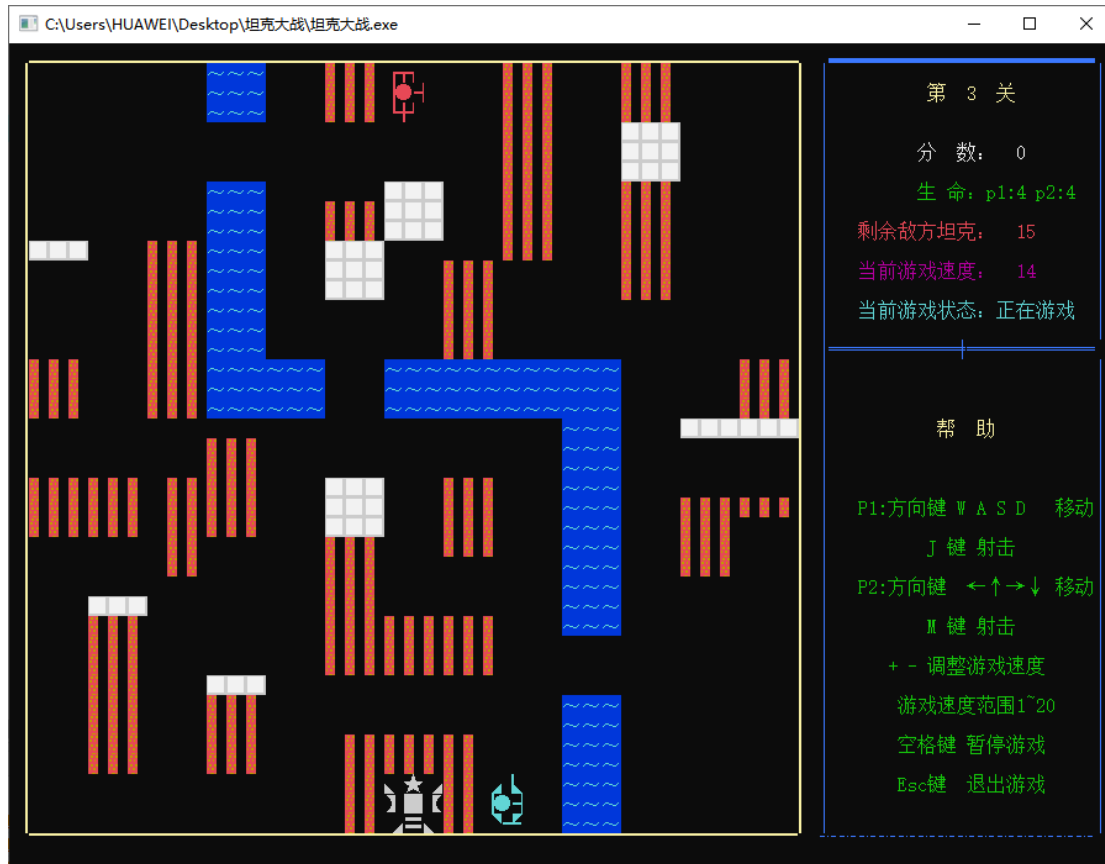 C:\Users\HUAWEI\Desktop\坦克大战\坦克大战.exe
第 3 关
分 数: 0
生 命: p1:4 p2:4
剩余敌方坦克: 15
当前游戏速度: 14
当前游戏状态: 正在游戏
帮 助
P1:方向键 W A S D 移动
J 键 射击
P2:方向键 ←↑→↓ 移动
M 键 射击
+ - 调整游戏速度
游戏速度范围1~20
空格键 暂停游戏
Esc键 退出游戏